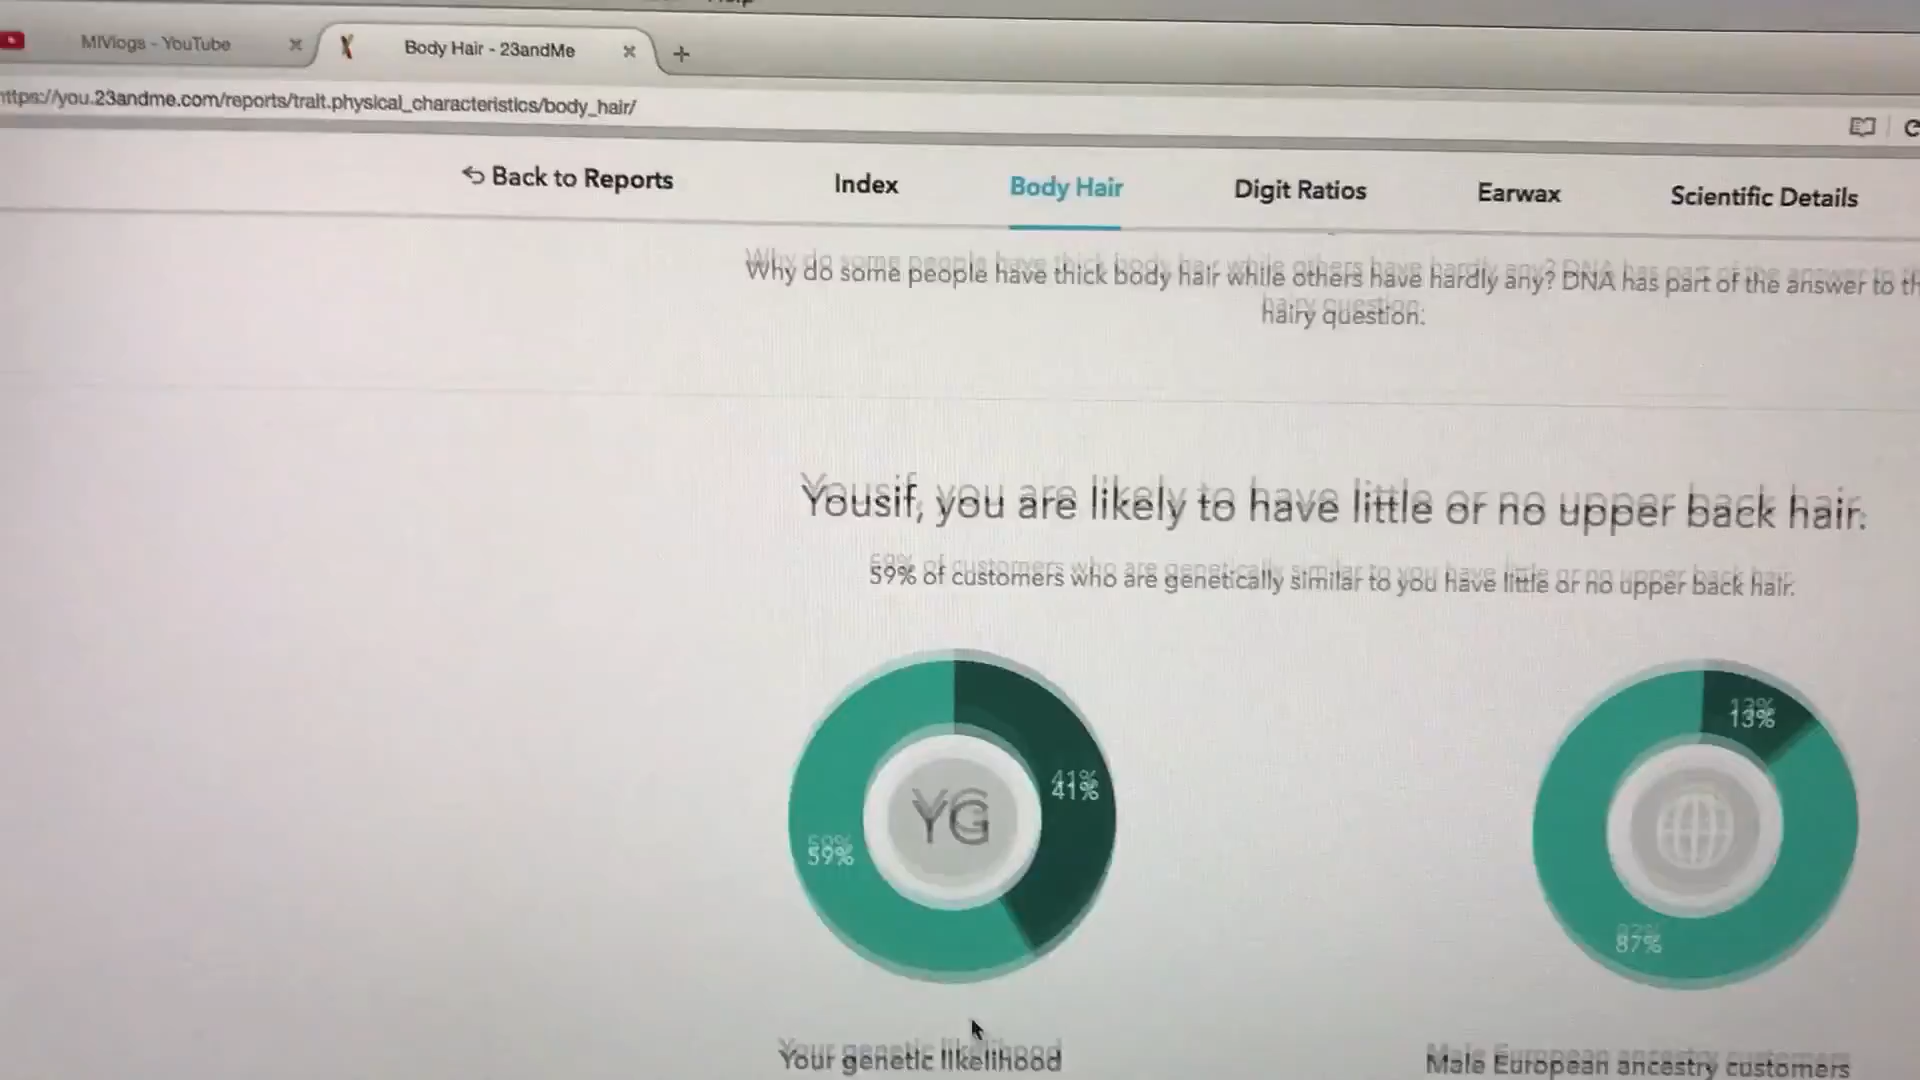 MIVlogs - YouTube
Body Hair - 23andMe
ttps://you.23andme.com/reports/trait.physical_characteristics/body_hair/
Back to Reports
Index
Body Hair
Digit Ratios
Earwax
Scientific Details
Why do some people have thick body hair while others have hardly any? DNA has part of the answer to th
hairy question.
Yousif, you are likely to have little or no upper back hair.
59% of customers who are genetically similar to you have little or no upper back hair.
13%
41%
YG
59%
87%
Your genetic likelihood
Male European ancestry customers